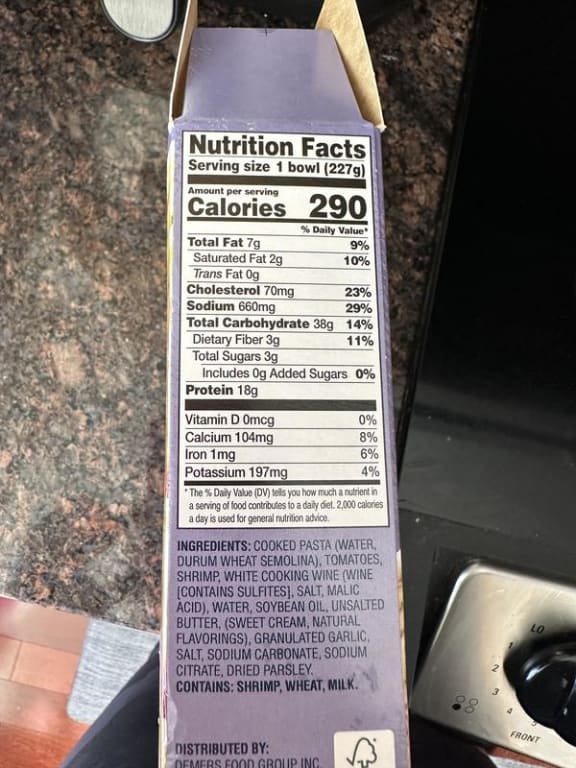 Nutrition Facts
Serving size 1 bowl (227g)
Amount per serving
Calories 290
% Daily Value*
Total Fat 7g 9%
Saturated Fat 2g 10%
Trans Fat 0g
Cholesterol 70mg 23%
Sodium 660mg 29%
Total Carbohydrate 38g 14%
Dietary Fiber 3g 11%
Total Sugars 3g
Includes 0g Added Sugars 0%
Protein 18g
Vitamin D 0mcg 0%
Calcium 104mg 8%
Iron 1mg 6%
Potassium 197mg 4%
* The % Daily Value (DV) tells you how much a nutrient in
a serving of food contributes to a daily diet. 2,000 calories
a day is used for general nutrition advice.
INGREDIENTS: COOKED PASTA (WATER,
DURUM WHEAT SEMOLINA), TOMATOES,
SHRIMP, WHITE COOKING WINE (WINE
[CONTAINS SULFITES], SALT, MALIC
ACID), WATER, SOYBEAN OIL, UNSALTED
BUTTER, (SWEET CREAM, NATURAL
FLAVORINGS), GRANULATED GARLIC,
SALT, SODIUM CARBONATE, SODIUM
CITRATE, DRIED PARSLEY.
CONTAINS: SHRIMP, WHEAT, MILK.
DISTRIBUTED BY:
DEMERS FOOD GROUP INC.
LO
1
2
3
4
5
FRONT